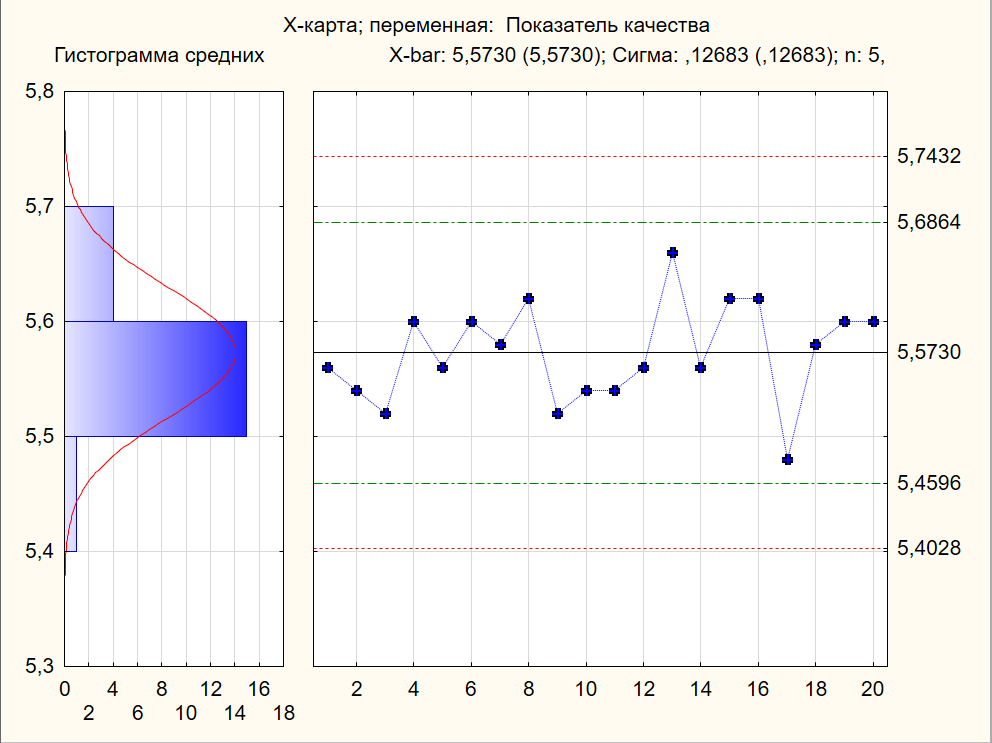 X-карта; переменная:  Показатель качества
Гистограмма средних
X-bar: 5,5730 (5,5730); Сигма: ,12683 (,12683); n: 5,
5,8
5,7
5,6
5,5
5,4
5,3
0 4 8 12 16
2 6 10 14 18
5,7432
5,6864
5,5730
5,4596
5,4028
2 4 6 8 10 12 14 16 18 20